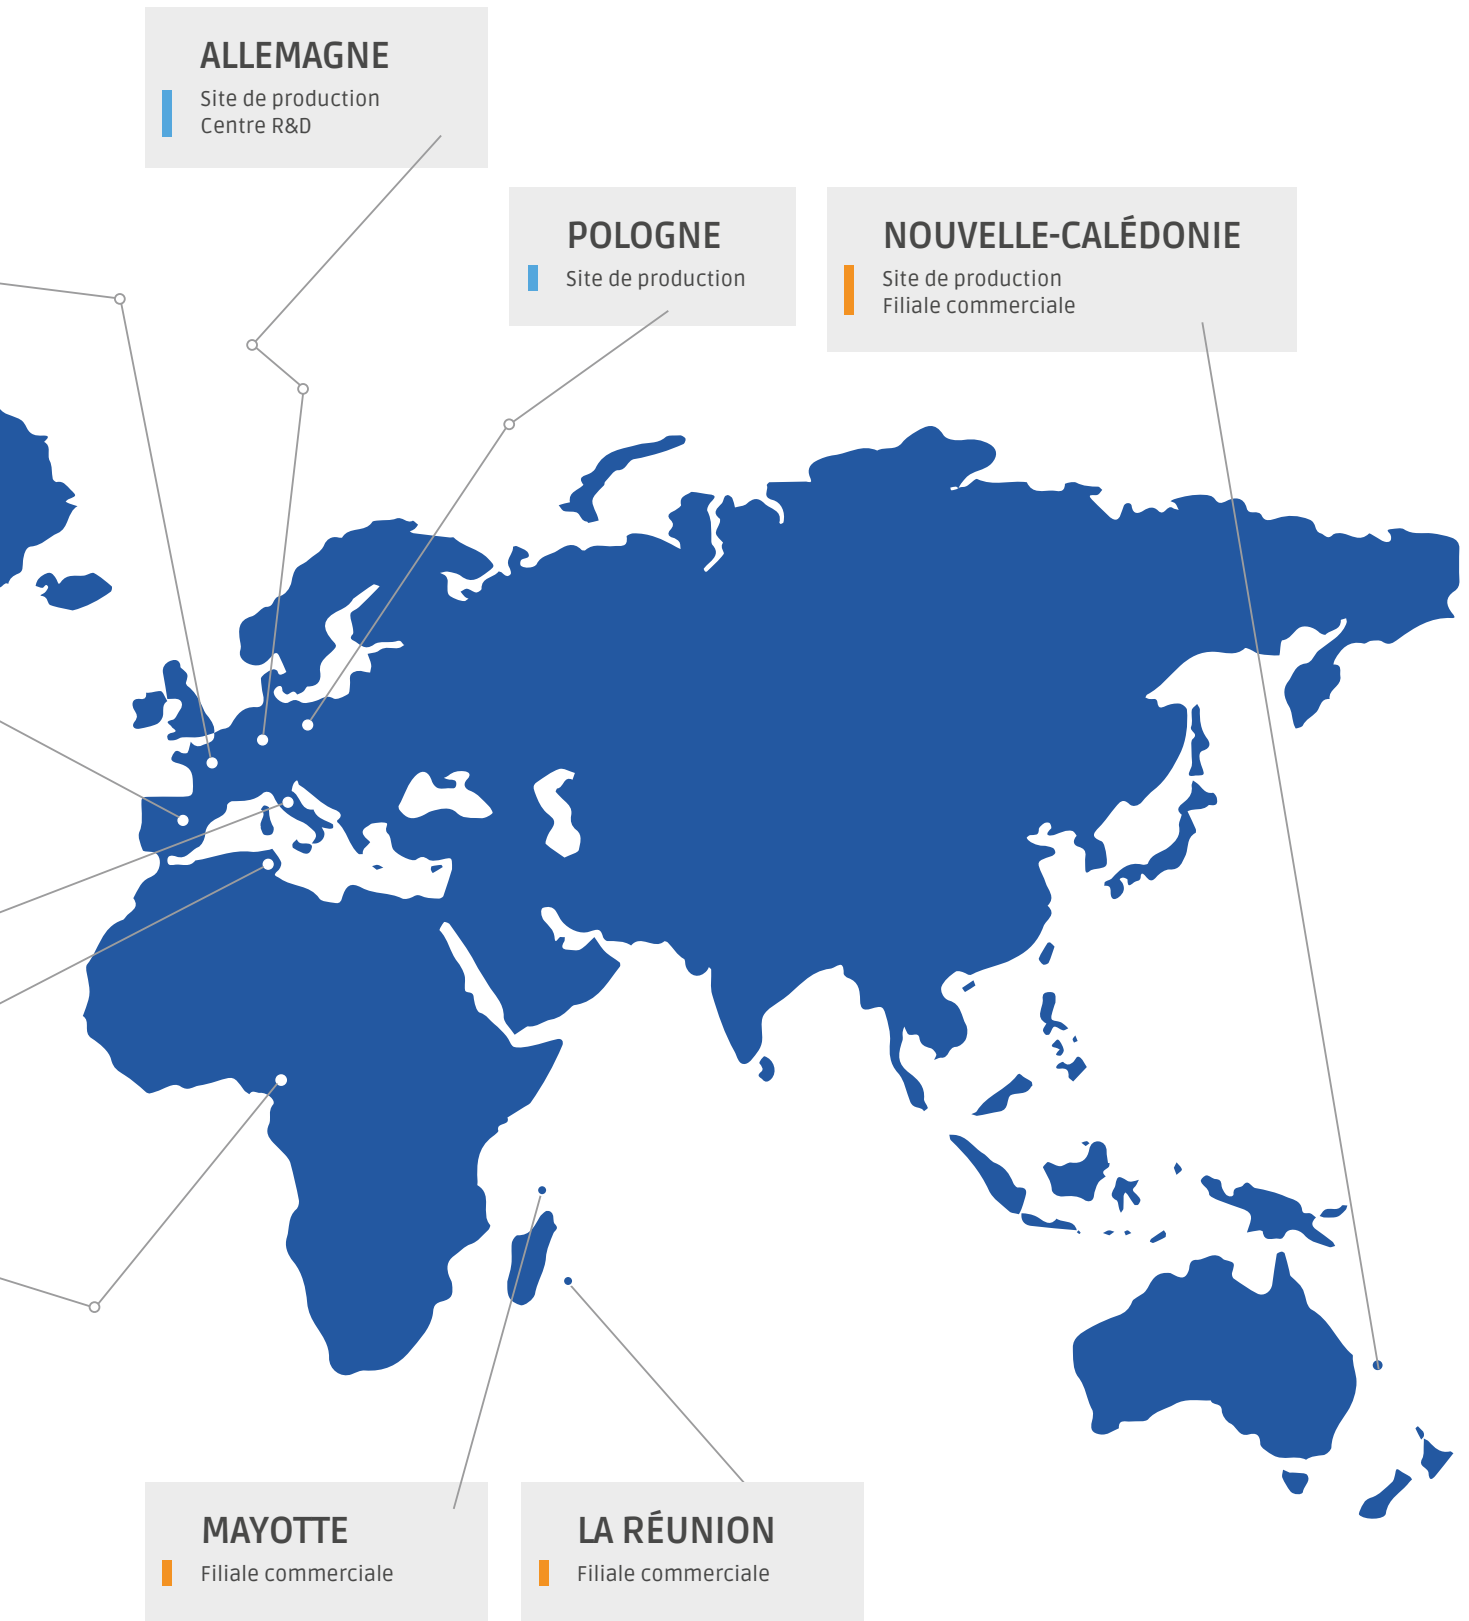 ALLEMAGNE
Site de production
Centre R&D
POLOGNE
Site de production
NOUVELLE-CALÉDONIE
Site de production
Filiale commerciale
MAYOTTE
Filiale commerciale
LA RÉUNION
Filiale commerciale